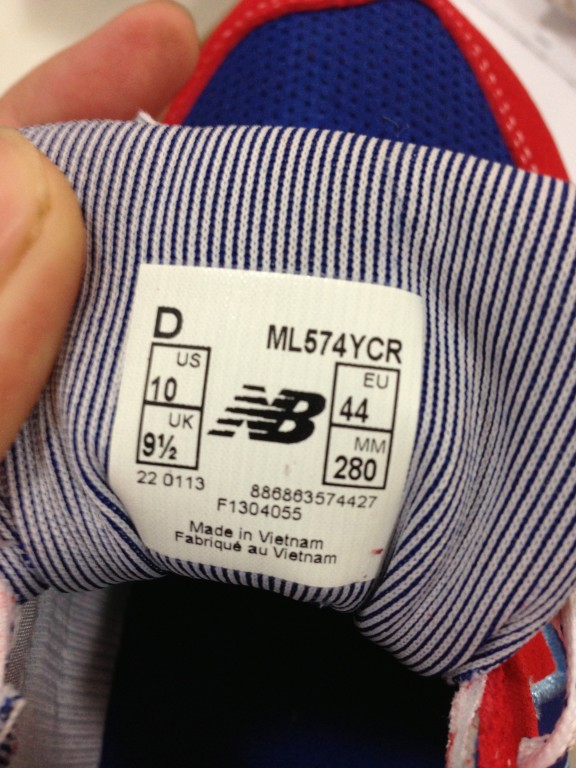 D
ML574YCR
US
10
UK
9½
NB
EU
44
MM
280
22 0113
886863574427
F1304055
Made in Vietnam
Fabriqué au Vietnam